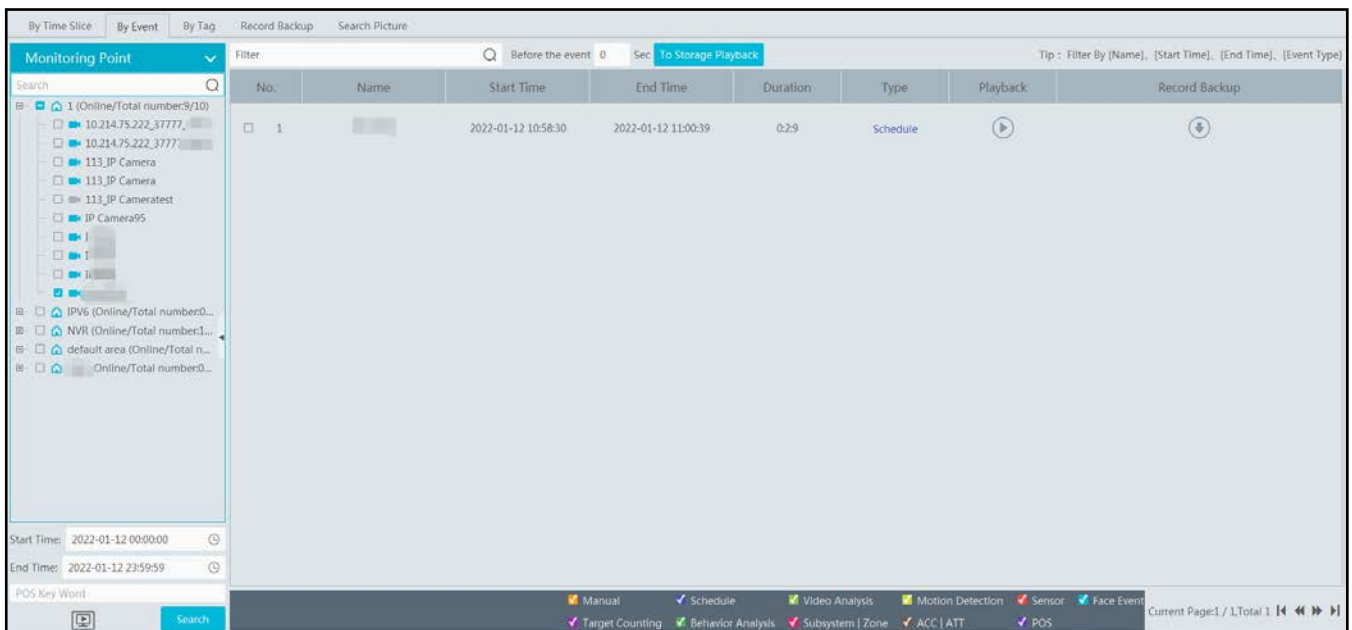 By Time Slice By Event By Tag Record Backup Search Picture
Monitoring Point
Search
1 (Online/Total number:9/10)
10.214.75.222_37777_
10.214.75.222_3777
113_IP Camera
113_IP Camera
113_IP Cameratest
IP Camera95
IPV6 (Online/Total number:0...
NVR (Online/Total number:1...
default area (Online/Total n...
Online/Total number:0...
Start Time: 2022-01-12 00:00:00
End Time: 2022-01-12 23:59:59
POS Key Word
Search
Filter Before the event 0 Sec To Storage Playback Tip : Filter By [Name]、[Start Time]、[End Time]、[Event Type]
No. Name Start Time End Time Duration Type Playback Record Backup
1 2022-01-12 10:58:30 2022-01-12 11:00:39 0:2:9 Schedule
Manual Schedule Video Analysis Motion Detection Sensor Face Event
Target Counting Behavior Analysis Subsystem | Zone ACC | ATT POS
Current Page:1 / 1,Total 1